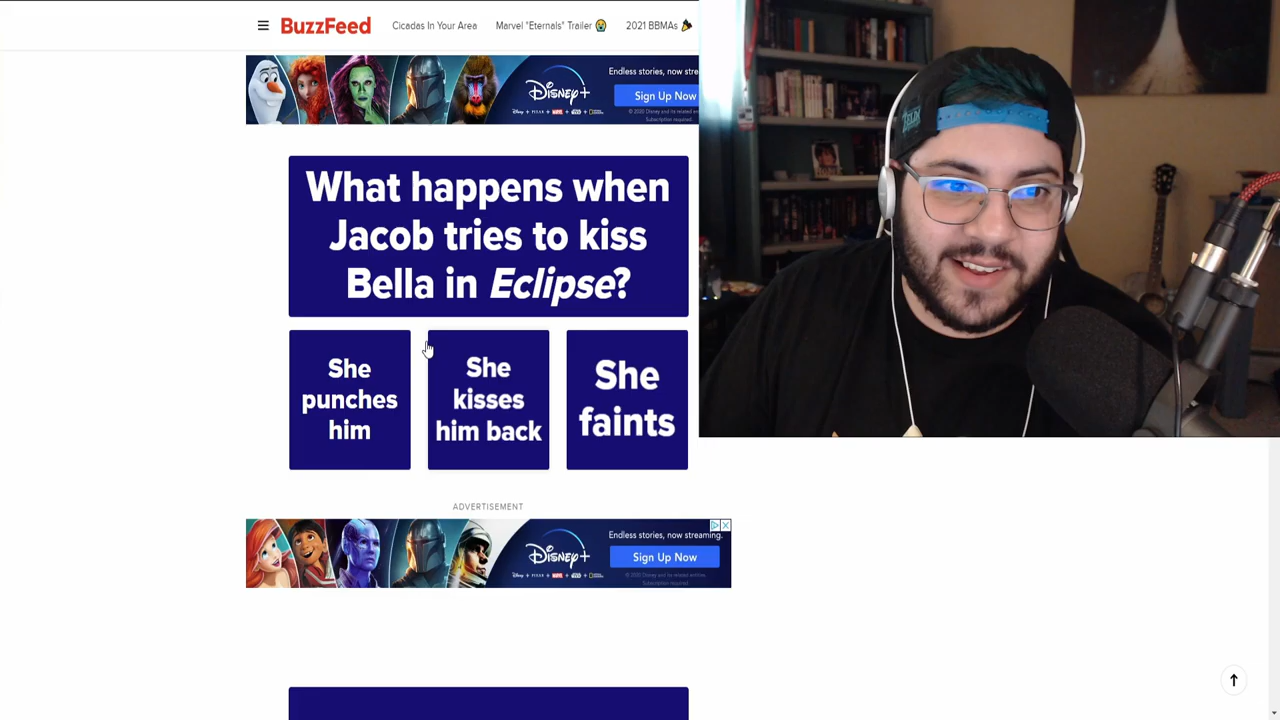 BuzzFeed
Cicadas In Your Area
Marvel "Eternals" Trailer 😭
2021 BBMAs
Disney+
Endless stories, now stre
Sign Up Now
What happens when
Jacob tries to kiss
Bella in Eclipse?
She
punches
him
She
kisses
him back
She
faints
ADVERTISEMENT
Disney+
Endless stories, now streaming.
Sign Up Now